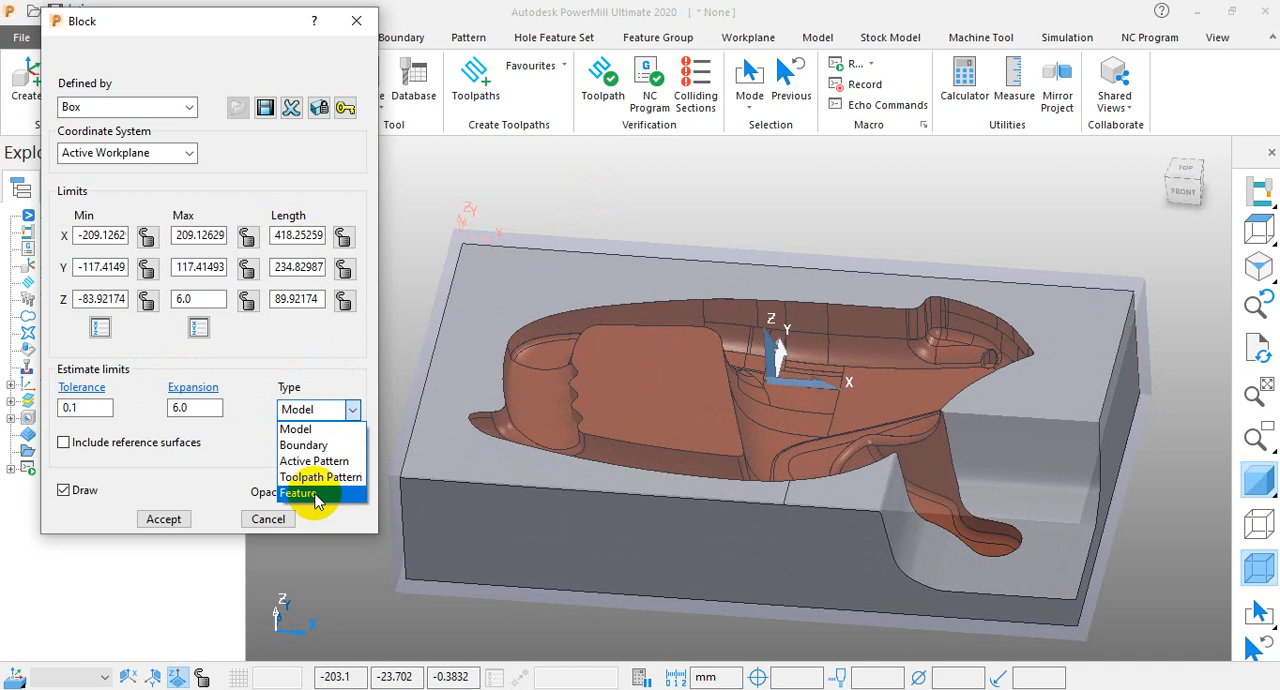 Autodesk PowerMill Ultimate 2020 [ * None ]
Block
?
File
Boundary
Pattern
Hole Feature Set
Feature Group
Workplane
Model
Stock Model
Machine Tool
Simulation
NC Program
View
Create
Database
Tool
Toolpaths
Favourites
Create Toolpaths
Toolpath
NC Program
Colliding Sections
Verification
Mode
Previous
Selection
R...
Record
Echo Commands
Macro
Calculator
Measure
Mirror Project
Utilities
Shared Views
Collaborate
Explo
Defined by
Box
Coordinate System
Active Workplane
Limits
Min Max Length
X -209.1262 209.12629 418.25259
Y -117.4149 117.41493 234.82987
Z -83.92174 6.0 89.92174
Estimate limits
Tolerance Expansion Type
0.1 6.0 Model
Model
Boundary
Active Pattern
Toolpath Pattern
Feature
Include reference surfaces
Draw
Opac
Accept Cancel
TOP
FRONT
Z
Y
X
Z
Y
X
-203.1 -23.702 -0.3832 mm